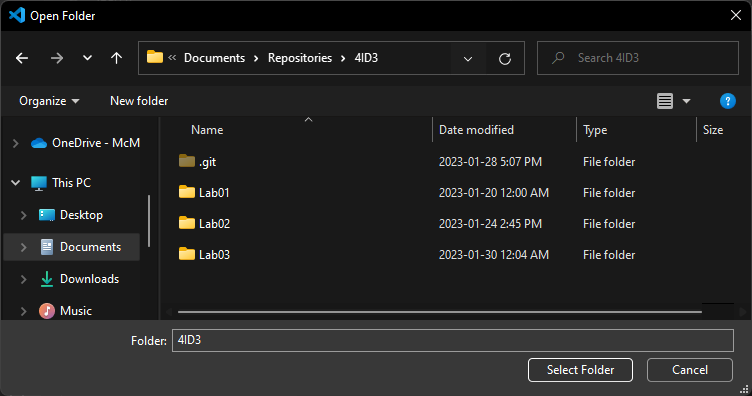 Open Folder
« Documents > Repositories > 4ID3
Search 4ID3
Organize
New folder
Name Date modified Type Size
OneDrive - McM
This PC
Desktop
Documents
Downloads
Music
.git 2023-01-28 5:07 PM File folder
Lab01 2023-01-20 12:00 AM File folder
Lab02 2023-01-24 2:45 PM File folder
Lab03 2023-01-30 12:04 AM File folder
Folder: 4ID3
Select Folder
Cancel